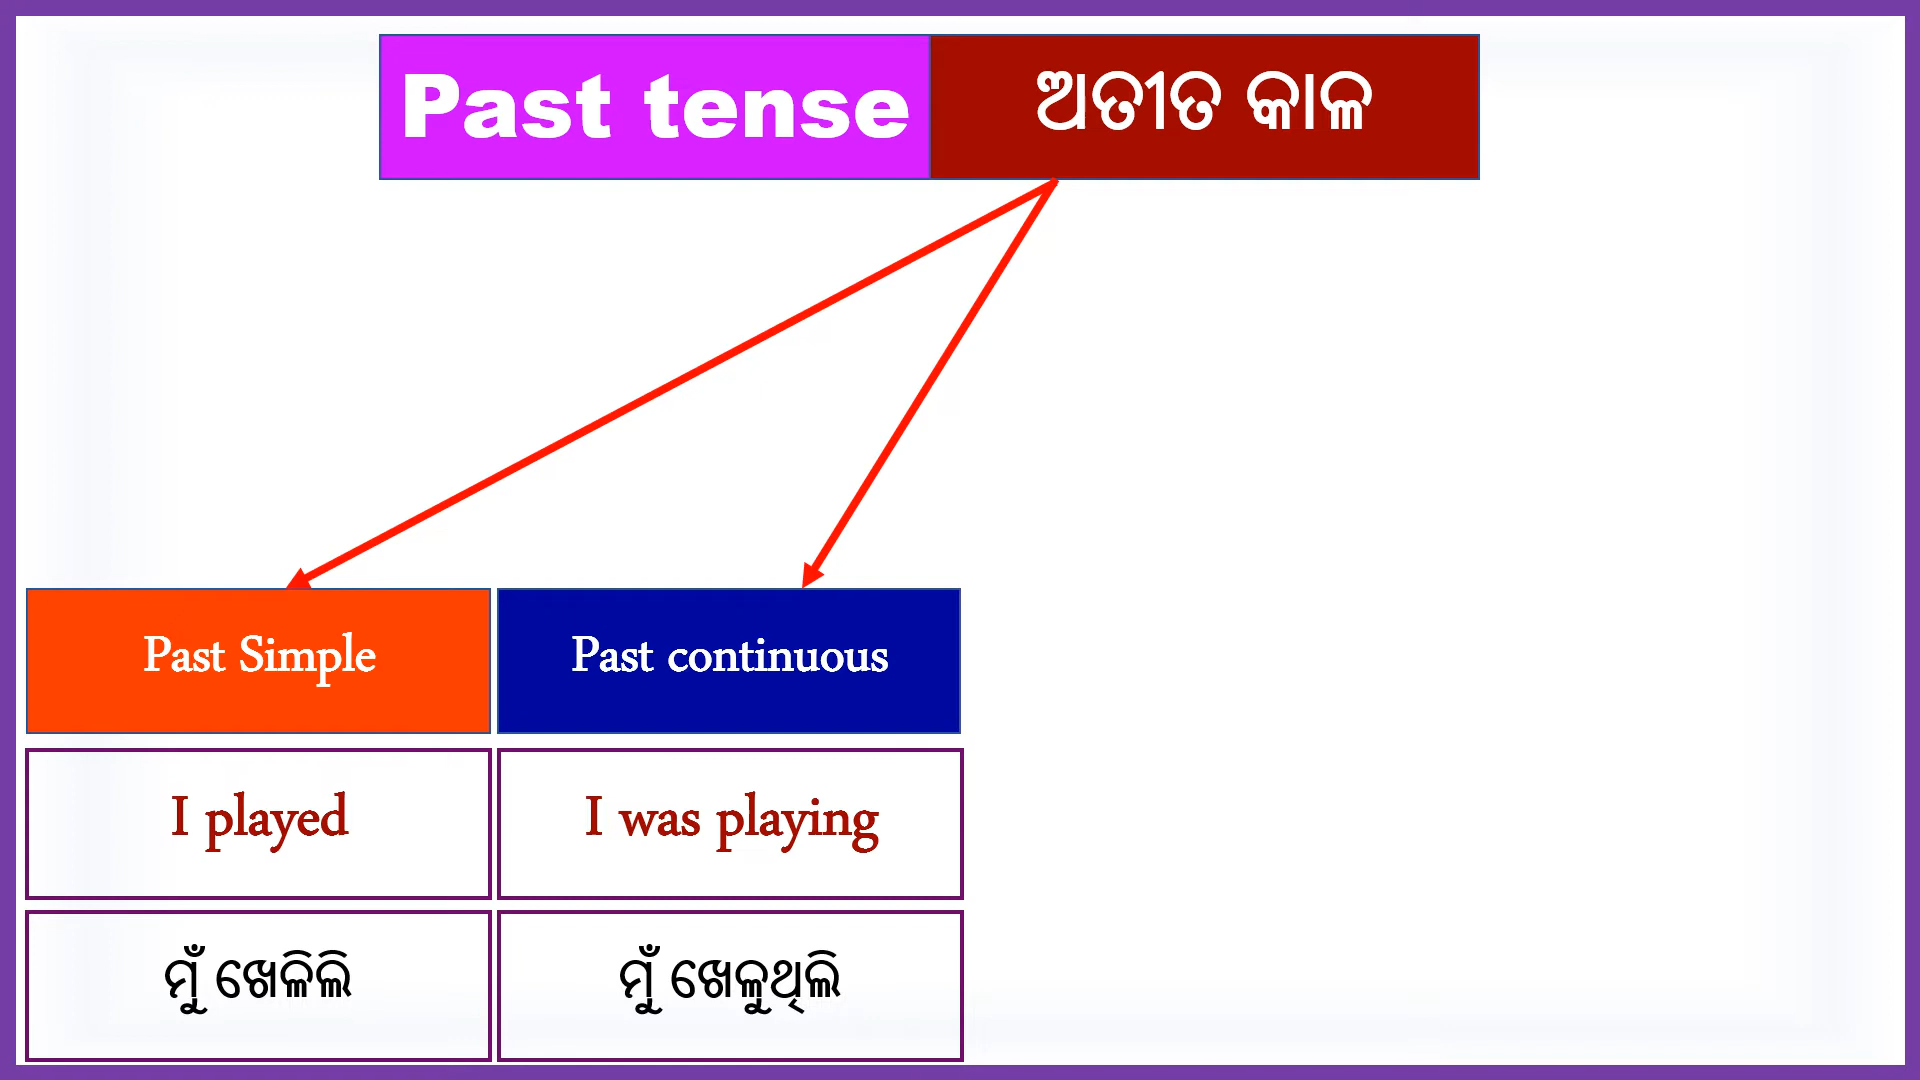 Past tense ଅତୀତ କାଳ
Past Simple Past continuous
I played I was playing
ମୁଁ ଖେଳିଲି ମୁଁ ଖେଳୁଥିଲି